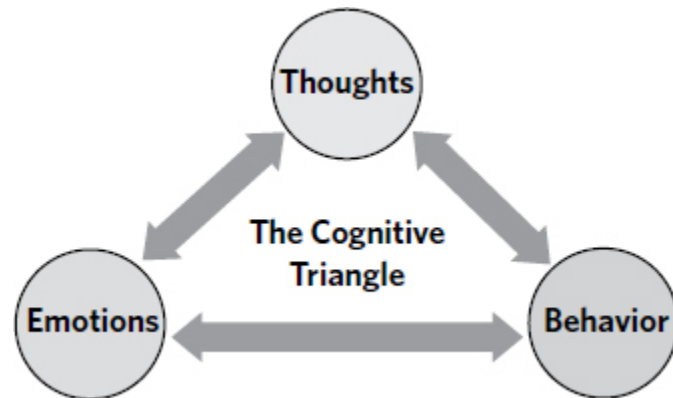 Thoughts
The Cognitive
Triangle
Emotions
Behavior